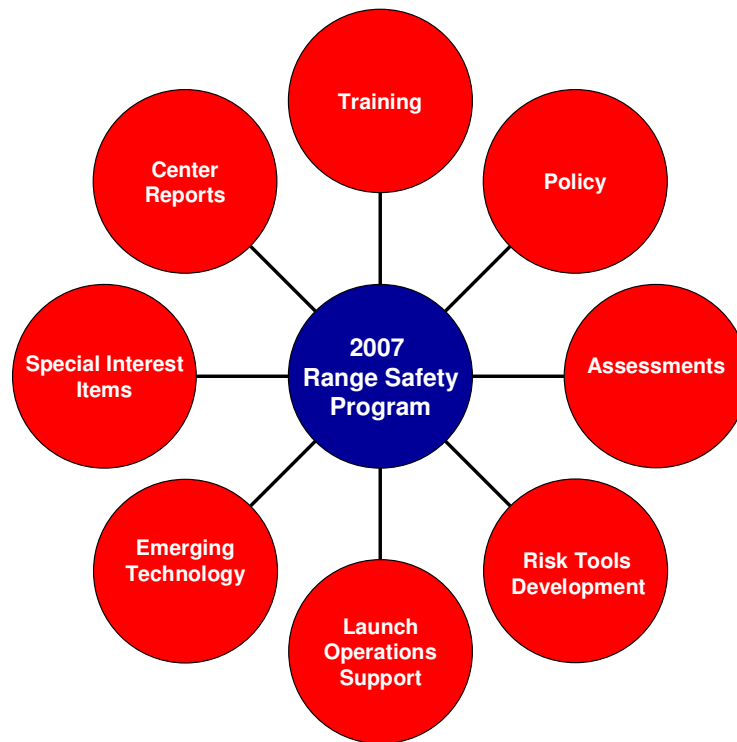 Training
Center
Reports
Policy
Special Interest
Items
2007
Range Safety
Program
Assessments
Emerging
Technology
Risk Tools
Development
Launch
Operations
Support